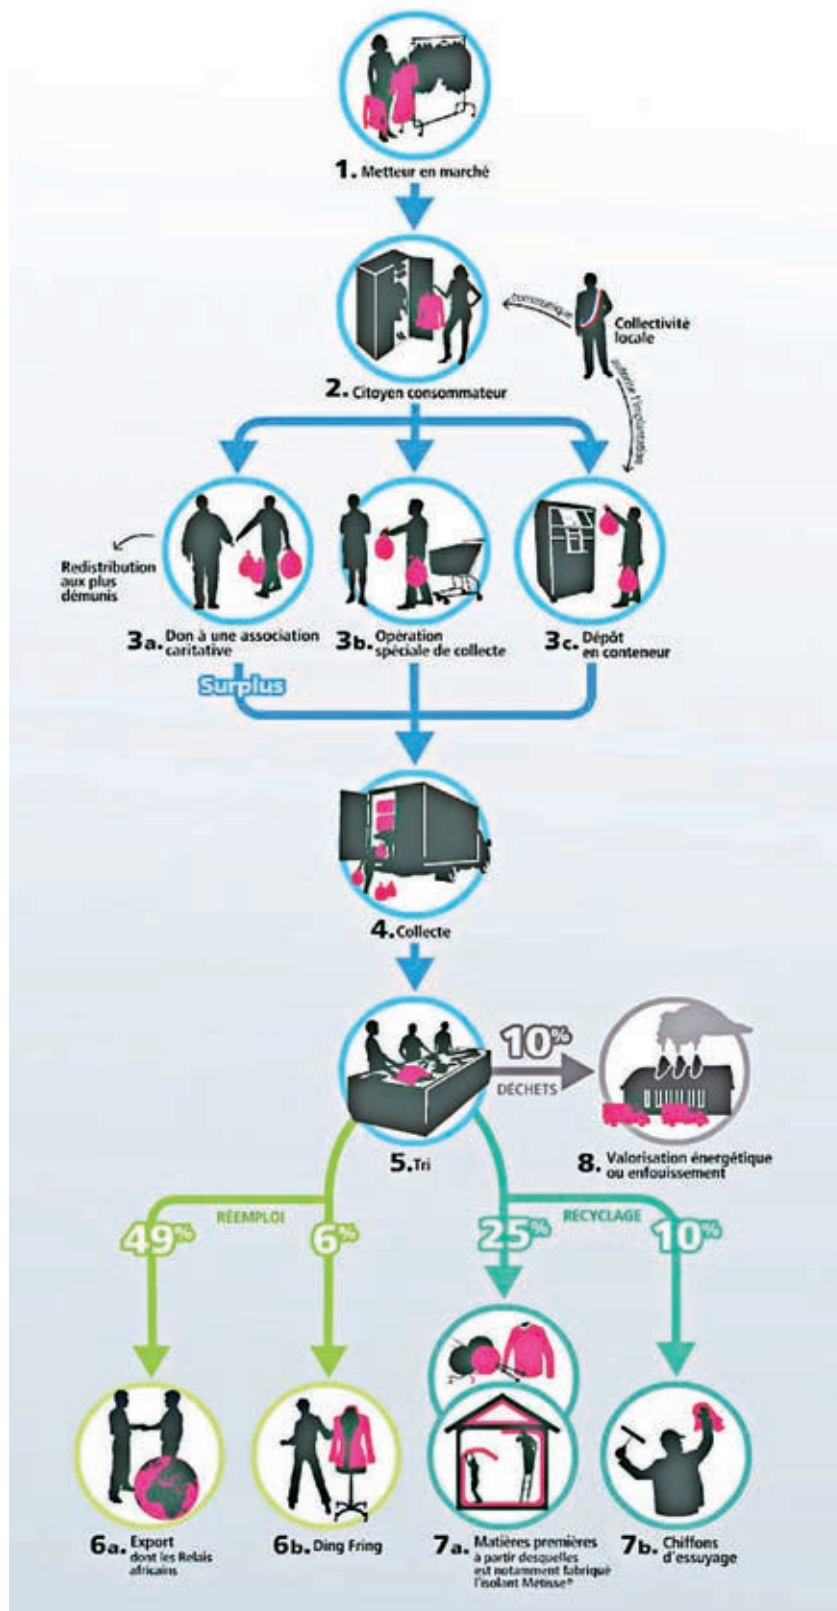 1. Metteur en marché
2. Citoyen consommateur
communique
Collectivité
locale
autorise l'implantation
Redistribution
aux plus
démunis
3a. Don à une association
caritative
3b. Opération
spéciale de collecte
3c. Dépôt
en conteneur
Surplus
4. Collecte
10%
DÉCHETS
5. Tri
8. Valorisation énergétique
ou enfouissement
RÉEMPLOI
49%
6%
RECYCLAGE
25%
10%
6a. Export
dont les Relais
africains
6b. Ding Fring
7a. Matières premières
à partir desquelles
est notamment fabriqué
l'isolant Métisse®
7b. Chiffons
d'essuyage